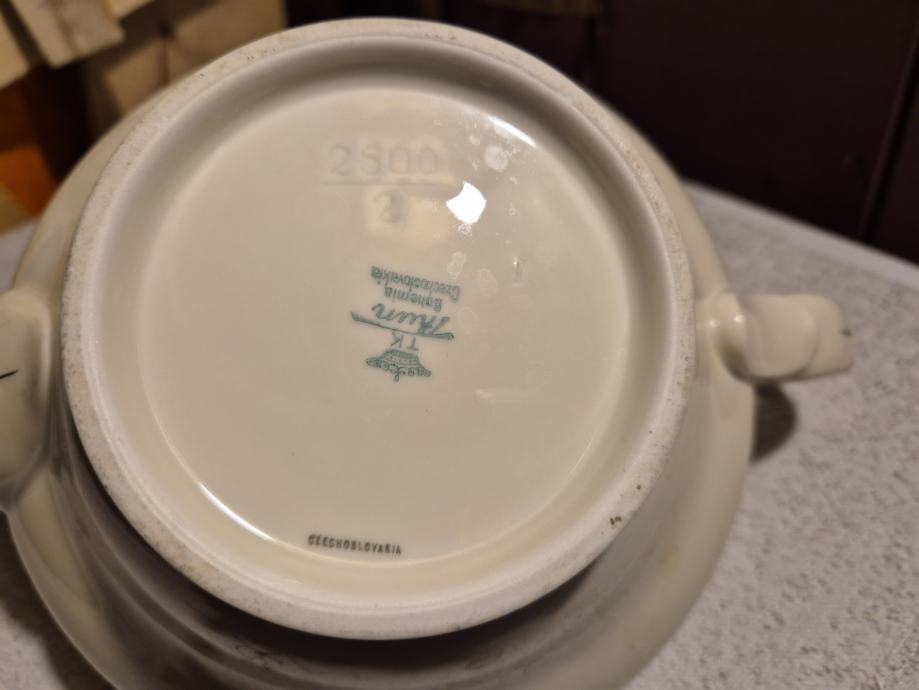 2500
2
TK
Thun
Bohemia
Czechoslovakia
CZECHOSLOVAKIA